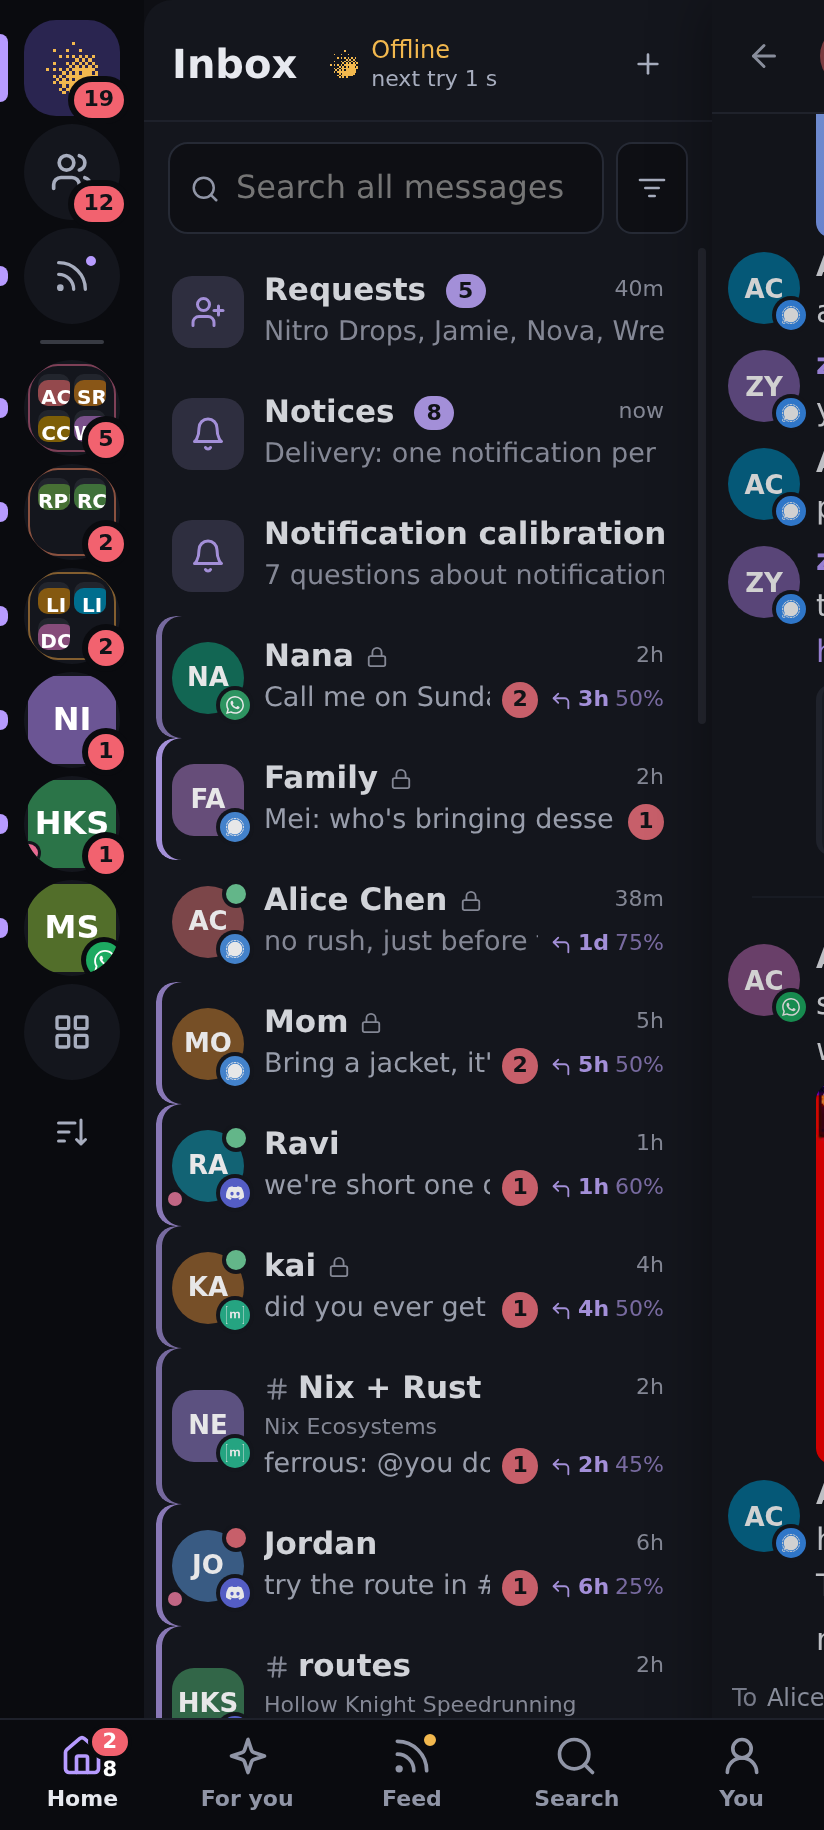 19
12
AC SR
CC
5
RP RC
2
LI LI
DC
2
NI
1
HKS
1
MS
Inbox
Offline
next try 1 s
Search all messages
Requests 5 40m
Nitro Drops, Jamie, Nova, Wre
Notices 8 now
Delivery: one notification per
Notification calibration
7 questions about notification
NA
Nana 2h
Call me on Sunda 2 3h 50%
FA
Family 2h
Mei: who's bringing desse 1
AC
Alice Chen 38m
no rush, just before 1d 75%
MO
Mom 5h
Bring a jacket, it' 2 5h 50%
RA
Ravi 1h
we're short one 1 1h 60%
KA
[m]
kai 4h
did you ever get 1 4h 50%
NE
[m]
# Nix + Rust 2h
Nix Ecosystems
ferrous: @you do 1 2h 45%
JO
Jordan 6h
try the route in # 1 6h 25%
HKS
# routes 2h
Hollow Knight Speedrunning
AC
ZY
AC
ZY
AC
AC
To Alice
2
8
Home
For you
Feed
Search
You